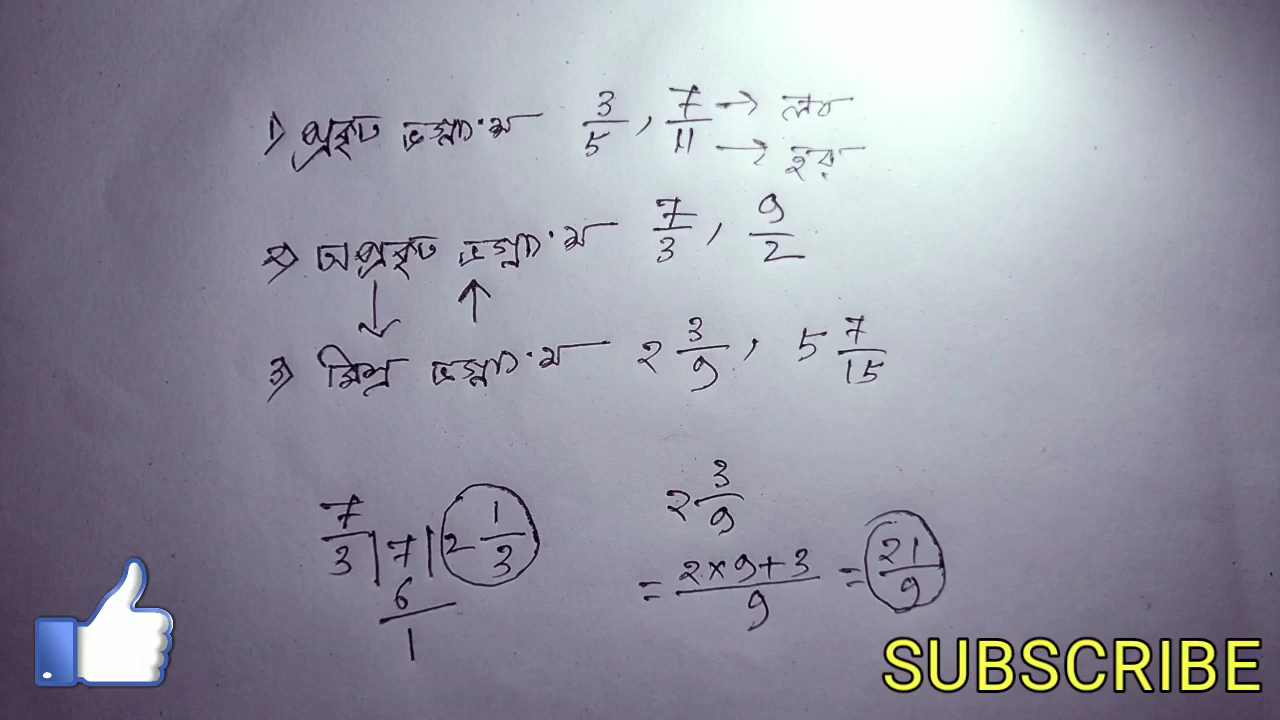 ১) প্রকৃত ভগ্নাংশ 3/5, 7/11 → লব → হর
২) অপ্রকৃত ভগ্নাংশ 7/3, 9/2
↓ ↑
৩) মিশ্র ভগ্নাংশ 2 3/9, 5 7/15
7/3 3|7|2 1/3
6
1
2 3/9
= 2×9+3/9 = 21/9
SUBSCRIBE